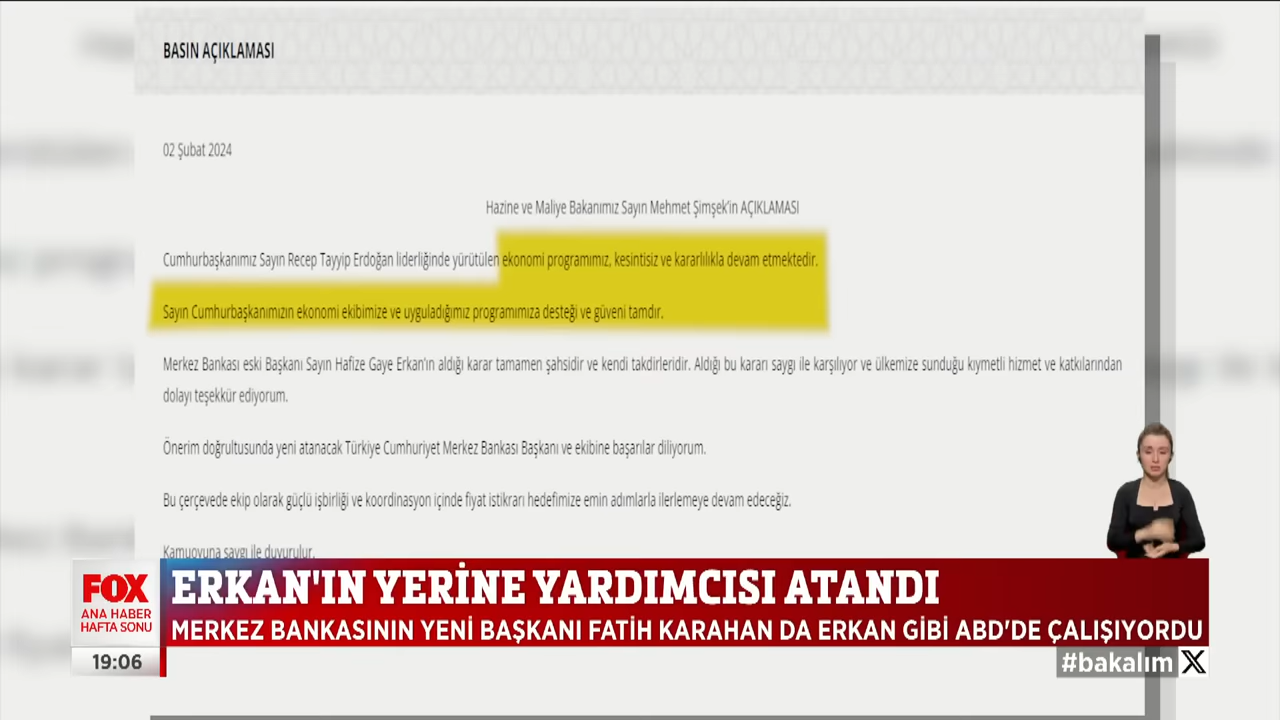 BASIN AÇIKLAMASI
02 Şubat 2024
Hazine ve Maliye Bakanımız Sayın Mehmet Şimşek'in AÇIKLAMASI
Cumhurbaşkanımız Sayın Recep Tayyip Erdoğan liderliğinde yürütülen ekonomi programımız, kesintisiz ve kararlılıkla devam etmektedir.
Sayın Cumhurbaşkanımızın ekonomi ekibimize ve uyguladığımız programımıza desteği ve güveni tamdır.
Merkez Bankası eski Başkanı Sayın Hafize Gaye Erkan'ın aldığı karar tamamen şahsidir ve kendi takdirleridir. Aldığı bu kararı saygı ile karşılıyor ve ülkemize sunduğu kıymetli hizmet ve katkılarından
dolayı teşekkür ediyorum.
Önerim doğrultusunda yeni atanacak Türkiye Cumhuriyet Merkez Bankası Başkanı ve ekibine başarılar diliyorum.
Bu çerçevede ekip olarak güçlü işbirliği ve koordinasyon içinde fiyat istikrarı hedefimize emin adımlarla ilerlemeye devam edeceğiz.
Kamuoyuna saygı ile duyurulur.
FOX
ANA HABER
HAFTA SONU
19:06
ERKAN'IN YERİNE YARDIMCISI ATANDI
MERKEZ BANKASININ YENİ BAŞKANI FATİH KARAHAN DA ERKAN GİBİ ABD'DE ÇALIŞIYORDU
#bakalım X